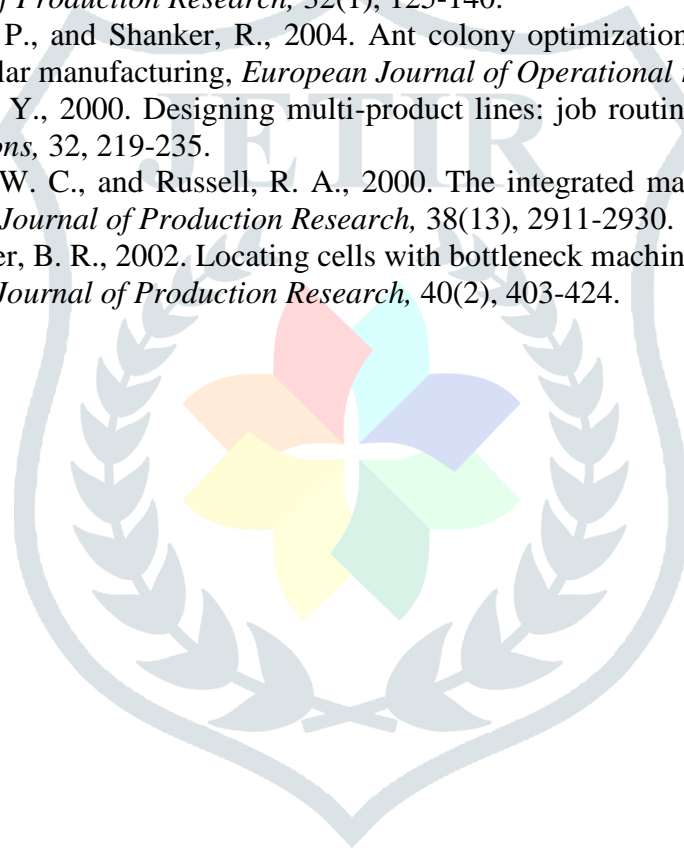 of Production Research, 32(1), 125-140.
P., and Shanker, R., 2004. Ant colony optimization
lar manufacturing, European Journal of Operational
Y., 2000. Designing multi-product lines: job routin
ons, 32, 219-235.
W. C., and Russell, R. A., 2000. The integrated ma
Journal of Production Research, 38(13), 2911-2930.
er, B. R., 2002. Locating cells with bottleneck machin
Journal of Production Research, 40(2), 403-424.
JETIR